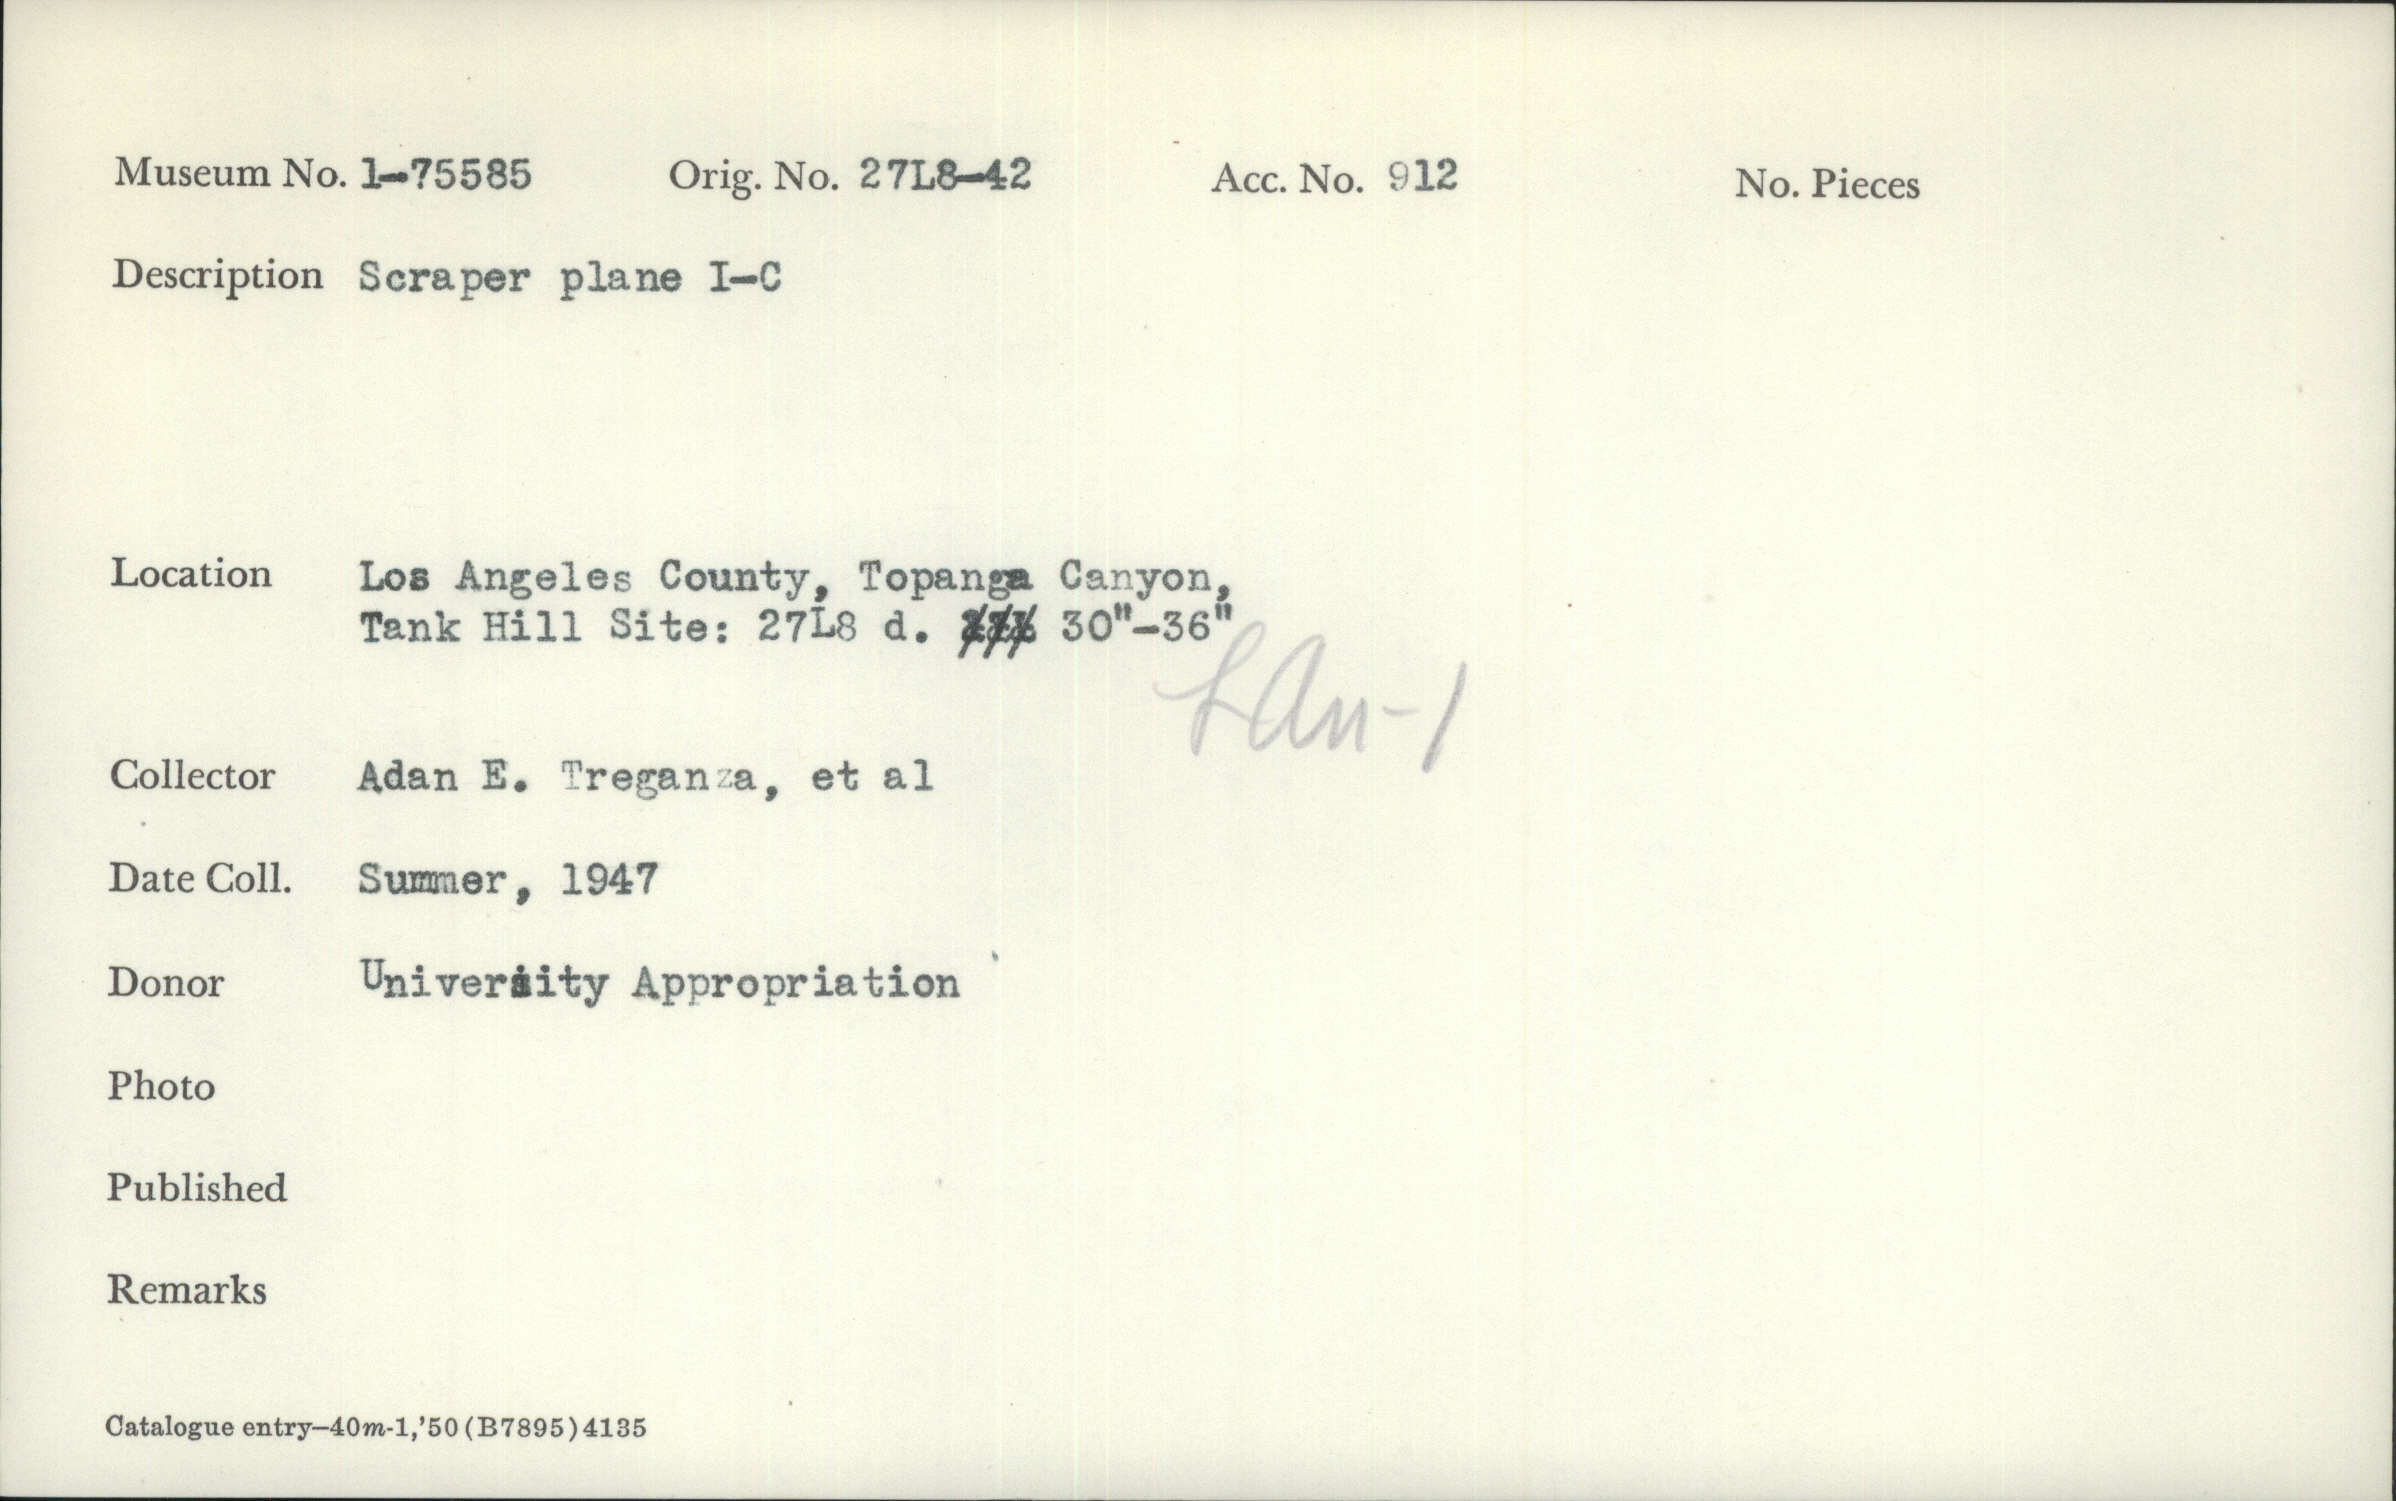 Museum No. 1-75585 Orig. No. 27L8-42 Acc. No. 912 No. Pieces
Description Scraper plane I-C
Location Los Angeles County, Topanga Canyon,
Tank Hill Site: 27L8 d. 30"-36"
LAn-1
Collector Adan E. Treganza, et al
Date Coll. Summer, 1947
Donor University Appropriation
Photo
Published
Remarks
Catalogue entry—40m-1,'50(B7895)4135